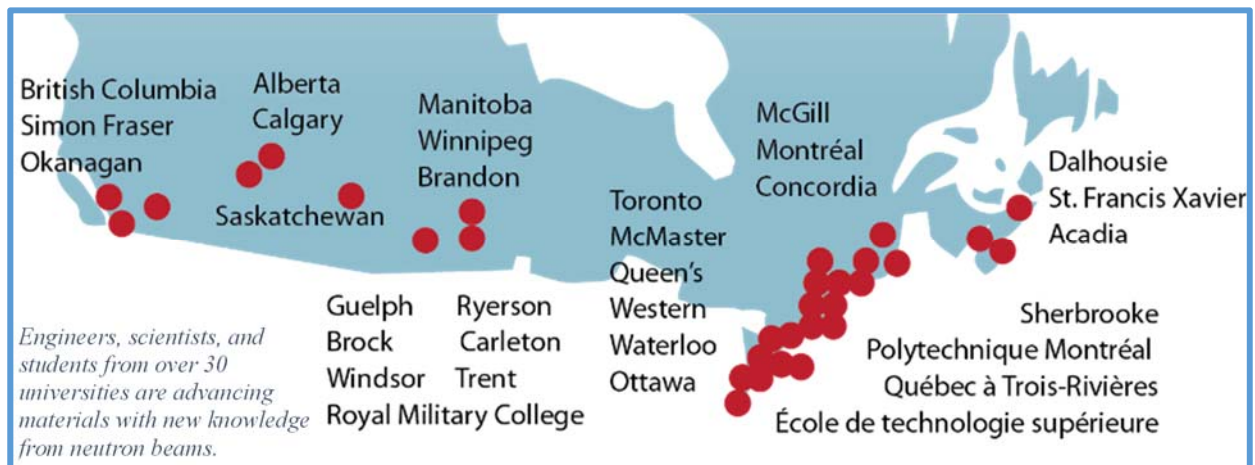 British Columbia
Simon Fraser
Okanagan
Alberta
Calgary
Saskatchewan
Manitoba
Winnipeg
Brandon
Guelph
Brock
Windsor
Royal Military College
Ryerson
Carleton
Trent
Toronto
McMaster
Queen's
Western
Waterloo
Ottawa
McGill
Montréal
Concordia
Dalhousie
St. Francis Xavier
Acadia
Sherbrooke
Polytechnique Montréal
Québec à Trois-Rivières
École de technologie supérieure
Engineers, scientists, and
students from over 30
universities are advancing
materials with new knowledge
from neutron beams.